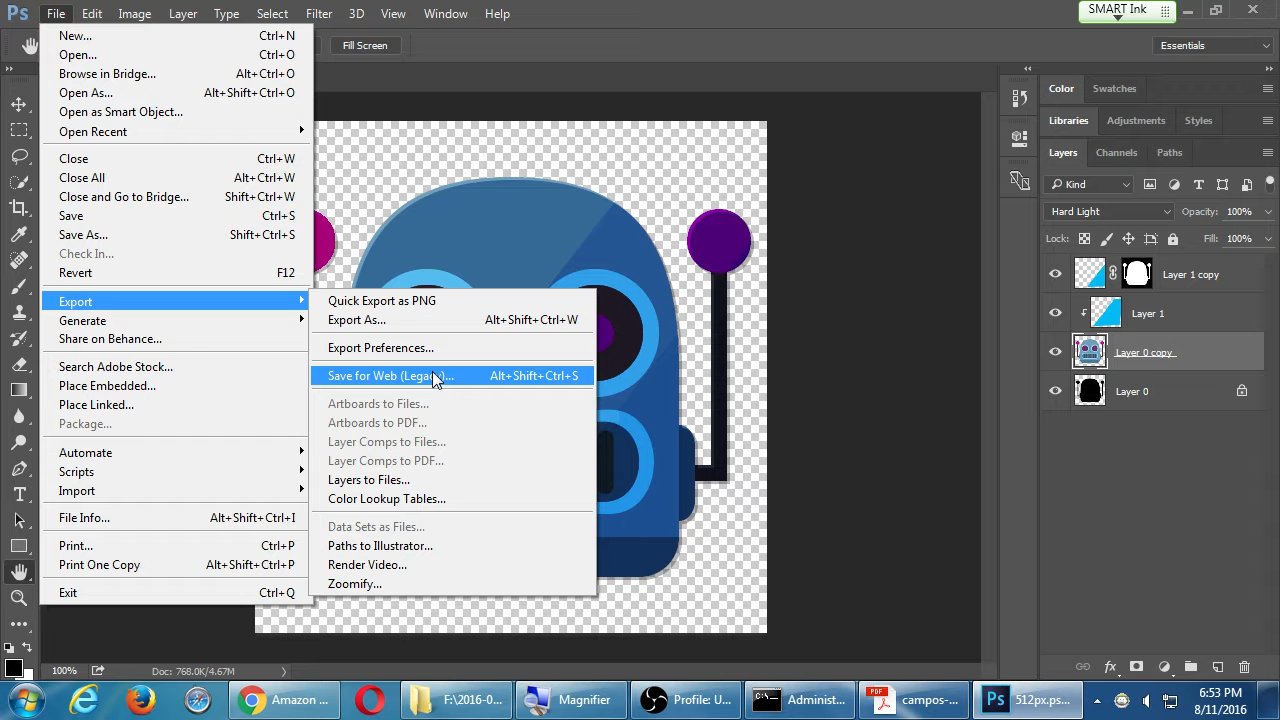 Ps File Edit Image Layer Type Select Filter 3D View Window Help
SMART Ink
Fill Screen
Essentials
New... Ctrl+N
Open... Ctrl+O
Browse in Bridge... Alt+Ctrl+O
Open As... Alt+Shift+Ctrl+O
Open as Smart Object...
Open Recent
Close Ctrl+W
Close All Alt+Ctrl+W
Close and Go to Bridge... Shift+Ctrl+W
Save Ctrl+S
Save As... Shift+Ctrl+S
Check In...
Revert F12
Export
Generate
Share on Behance...
Search Adobe Stock...
Place Embedded...
Place Linked...
Package...
Automate
Scripts
Import
File Info... Alt+Shift+Ctrl+I
Print... Ctrl+P
Print One Copy Alt+Shift+Ctrl+P
Exit Ctrl+Q
Quick Export as PNG
Export As... Alt+Shift+Ctrl+W
Export Preferences...
Save for Web (Legacy)... Alt+Shift+Ctrl+S
Artboards to Files...
Artboards to PDF...
Layer Comps to Files...
Layer Comps to PDF...
Layers to Files...
Color Lookup Tables...
Data Sets as Files...
Paths to Illustrator...
Render Video...
Zoomify...
Color Swatches
Libraries Adjustments Styles
Layers Channels Paths
Kind
Hard Light Opacity: 100%
Lock: Fill: 100%
Layer 1 copy
Layer 1
Layer 0 copy
Layer 0
100% Doc: 768.0K/4.67M
Amazon F:\2016-0... Magnifier Profile: U... Administ... PDF campos-... Ps 512px.ps...
6:53 PM
8/11/2016